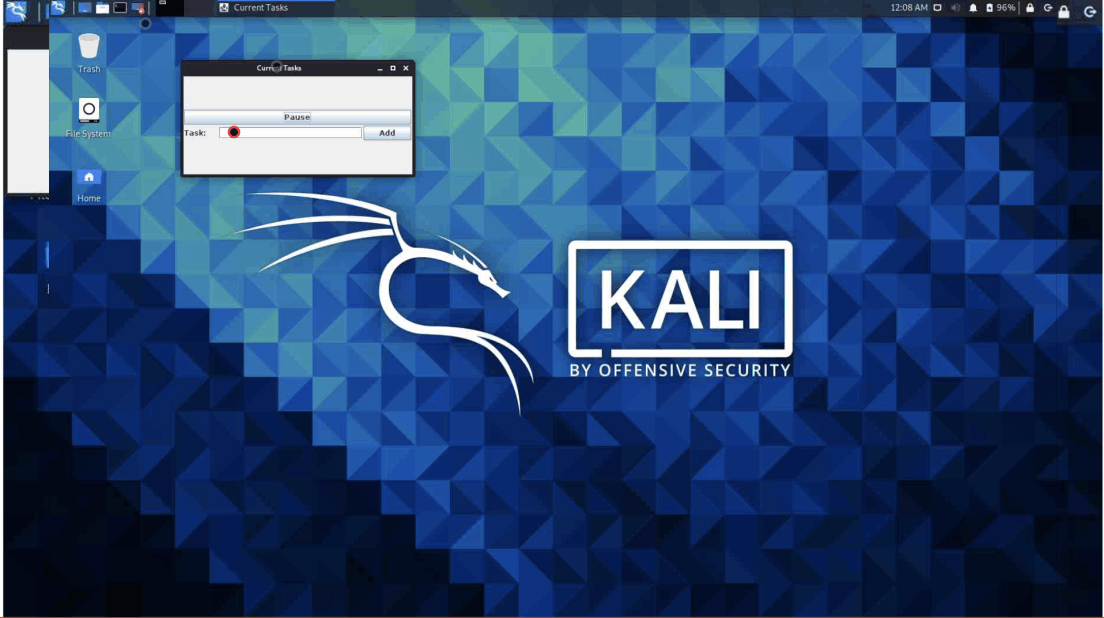 Current Tasks
12:08 AM
96%
Trash
Current Tasks
Pause
File System
Task:
Add
Home
KALI
BY OFFENSIVE SECURITY